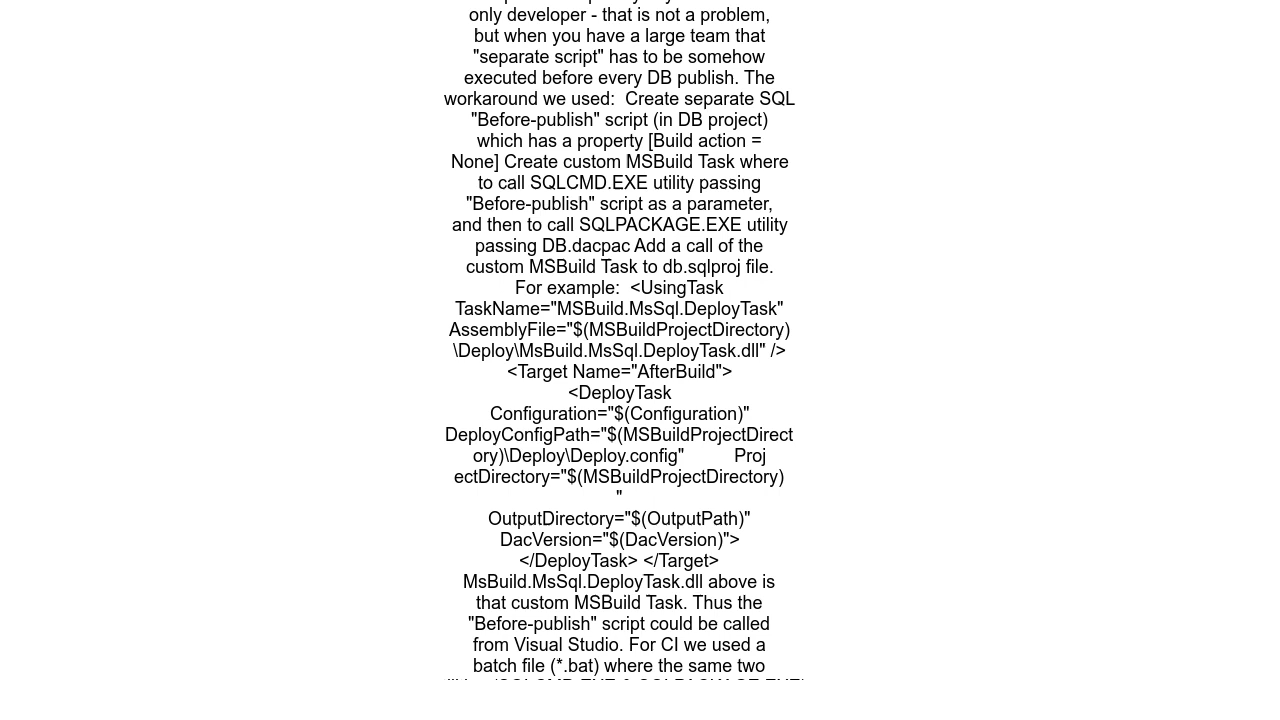 only developer - that is not a problem,
but when you have a large team that
"separate script" has to be somehow
executed before every DB publish. The
workaround we used:  Create separate SQL
"Before-publish" script (in DB project)
which has a property [Build action =
None] Create custom MSBuild Task where
to call SQLCMD.EXE utility passing
"Before-publish" script as a parameter,
and then to call SQLPACKAGE.EXE utility
passing DB.dacpac Add a call of the
custom MSBuild Task to db.sqlproj file.
For example:  <UsingTask
TaskName="MSBuild.MsSql.DeployTask"
AssemblyFile="$(MSBuildProjectDirectory)
\Deploy\MsBuild.MsSql.DeployTask.dll" />
<Target Name="AfterBuild">
<DeployTask
Configuration="$(Configuration)"
DeployConfigPath="$(MSBuildProjectDirect
ory)\Deploy\Deploy.config"          Proj
ectDirectory="$(MSBuildProjectDirectory)
"
OutputDirectory="$(OutputPath)"
DacVersion="$(DacVersion)">
</DeployTask> </Target>
MsBuild.MsSql.DeployTask.dll above is
that custom MSBuild Task. Thus the
"Before-publish" script could be called
from Visual Studio. For CI we used a
batch file (*.bat) where the same two